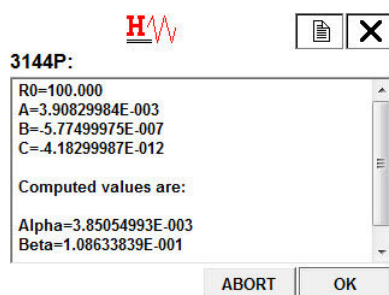 H
3144P:
R0=100.000
A=3.90829984E-003
B=-5.77499975E-007
C=-4.18299987E-012
Computed values are:
Alpha=3.85054993E-003
Beta=1.08633839E-001
ABORT OK